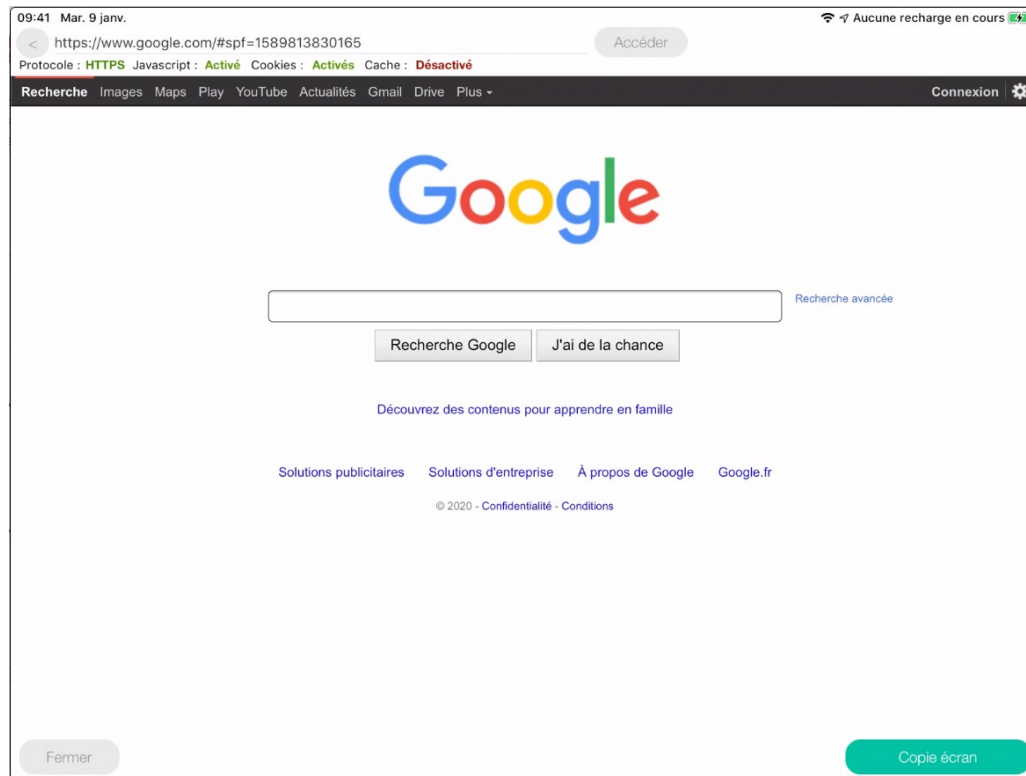 09:41 Mar. 9 janv. Aucune recharge en cours
< https://www.google.com/#spf=1589813830165 Accéder
Protocole : HTTPS Javascript : Activé Cookies : Activés Cache : Désactivé
Recherche Images Maps Play YouTube Actualités Gmail Drive Plus Connexion
Google
Recherche avancée
Recherche Google J'ai de la chance
Découvrez des contenus pour apprendre en famille
Solutions publicitaires Solutions d'entreprise À propos de Google Google.fr
© 2020 - Confidentialité - Conditions
Fermer Copie écran